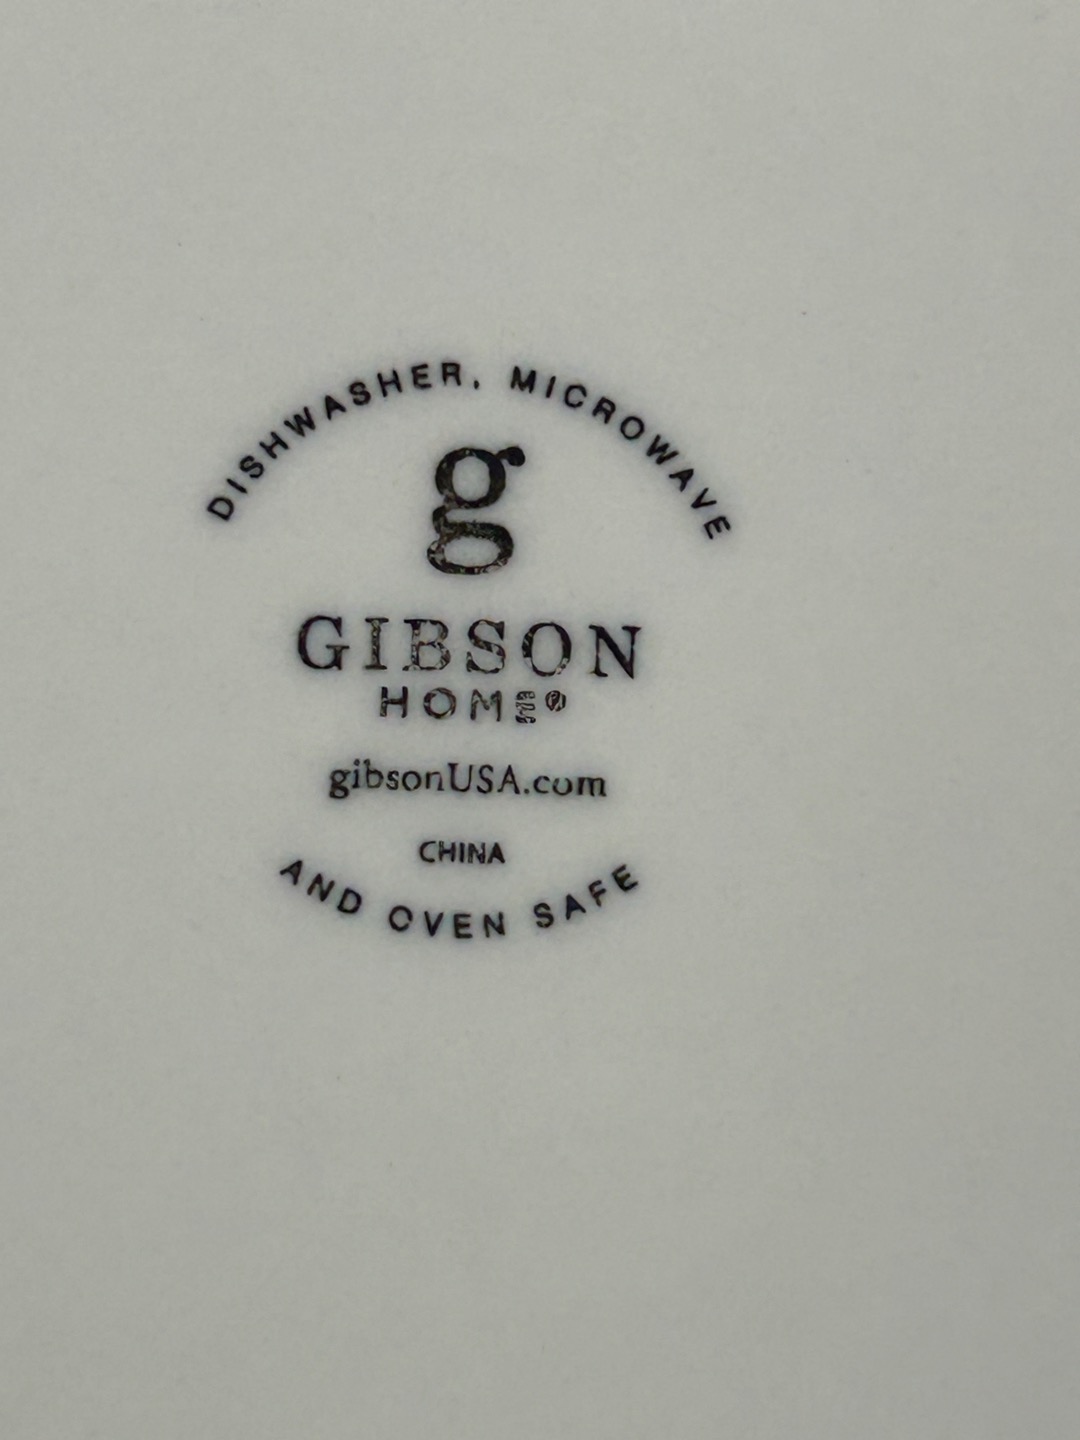 DISHWASHER, MICROWAVE
g
GIBSON
HOME®
gibsonUSA.com
CHINA
AND OVEN SAFE